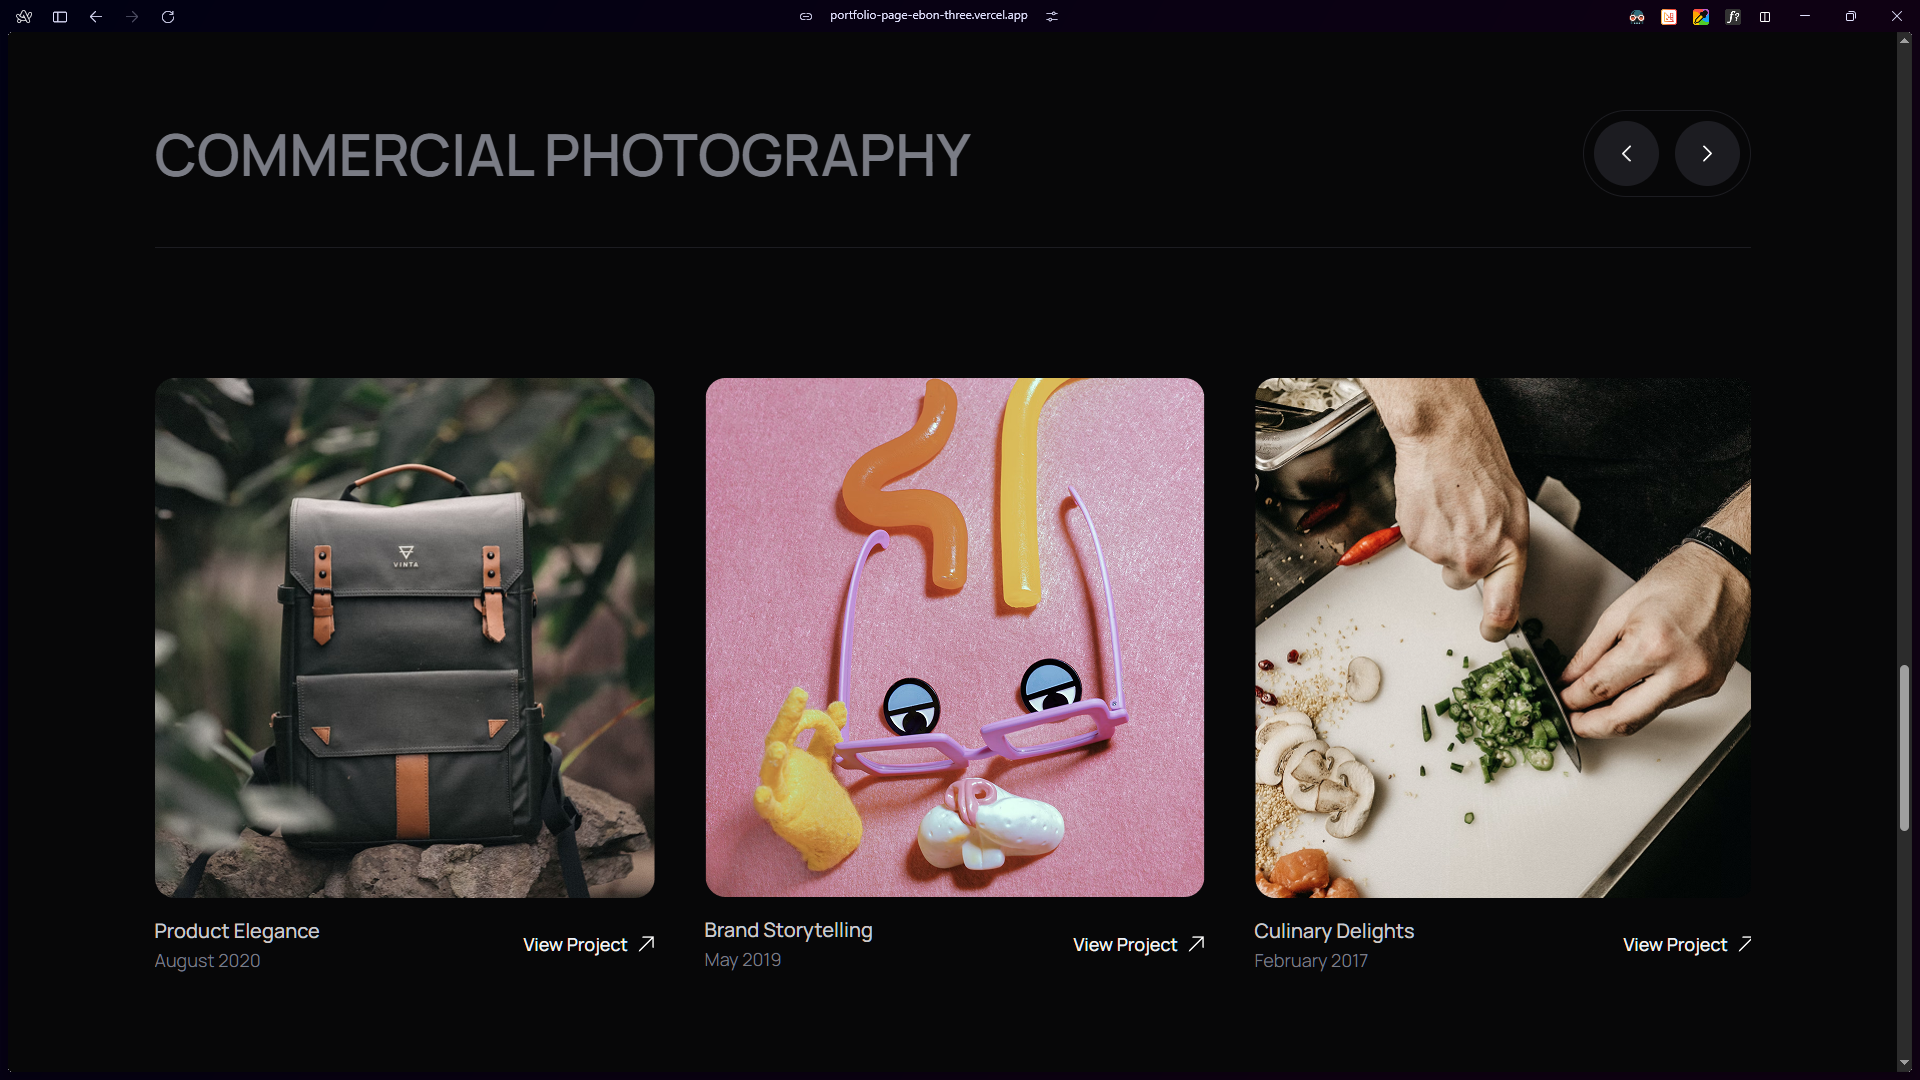 portfolio-page-ebon-three.vercel.app
f?
COMMERCIAL PHOTOGRAPHY
VINTA
Product Elegance
August 2020
View Project
Brand Storytelling
May 2019
View Project
Culinary Delights
February 2017
View Project